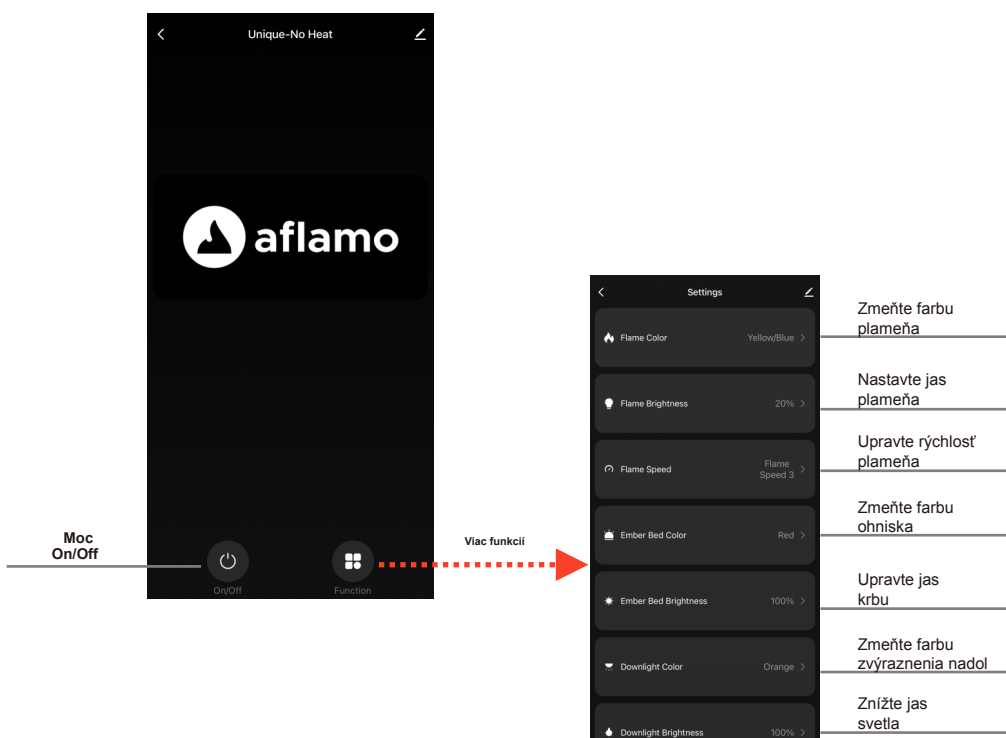 Unique-No Heat
aflamo
Moc
On/Off
On/Off
Function
Viac funkcií
Settings
Flame Color
Yellow/Blue
Zmeňte farbu
plameňa
Flame Brightness
20%
Nastavte jas
plameňa
Flame Speed
Flame
Speed 3
Upravte rýchlosť
plameňa
Ember Bed Color
Red
Zmeňte farbu
ohniska
Ember Bed Brightness
100%
Upravte jas
krbu
Downlight Color
Orange
Zmeňte farbu
zvýraznenia nadol
Downlight Brightness
100%
Znížte jas
svetla